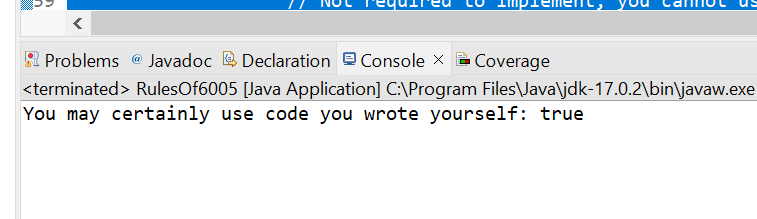 59 // Not required to implement, you cannot us
Problems @ Javadoc Declaration Console Coverage
<terminated> RulesOf6005 [Java Application] C:\Program Files\Java\jdk-17.0.2\bin\javaw.exe
You may certainly use code you wrote yourself: true